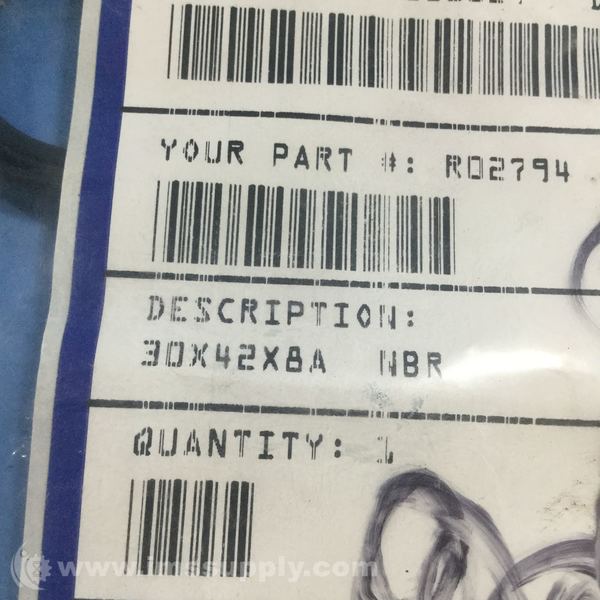 YOUR PART #: R02794
DESCRIPTION:
30X42X8A NBR
QUANTITY: 1
www.imssupply.com